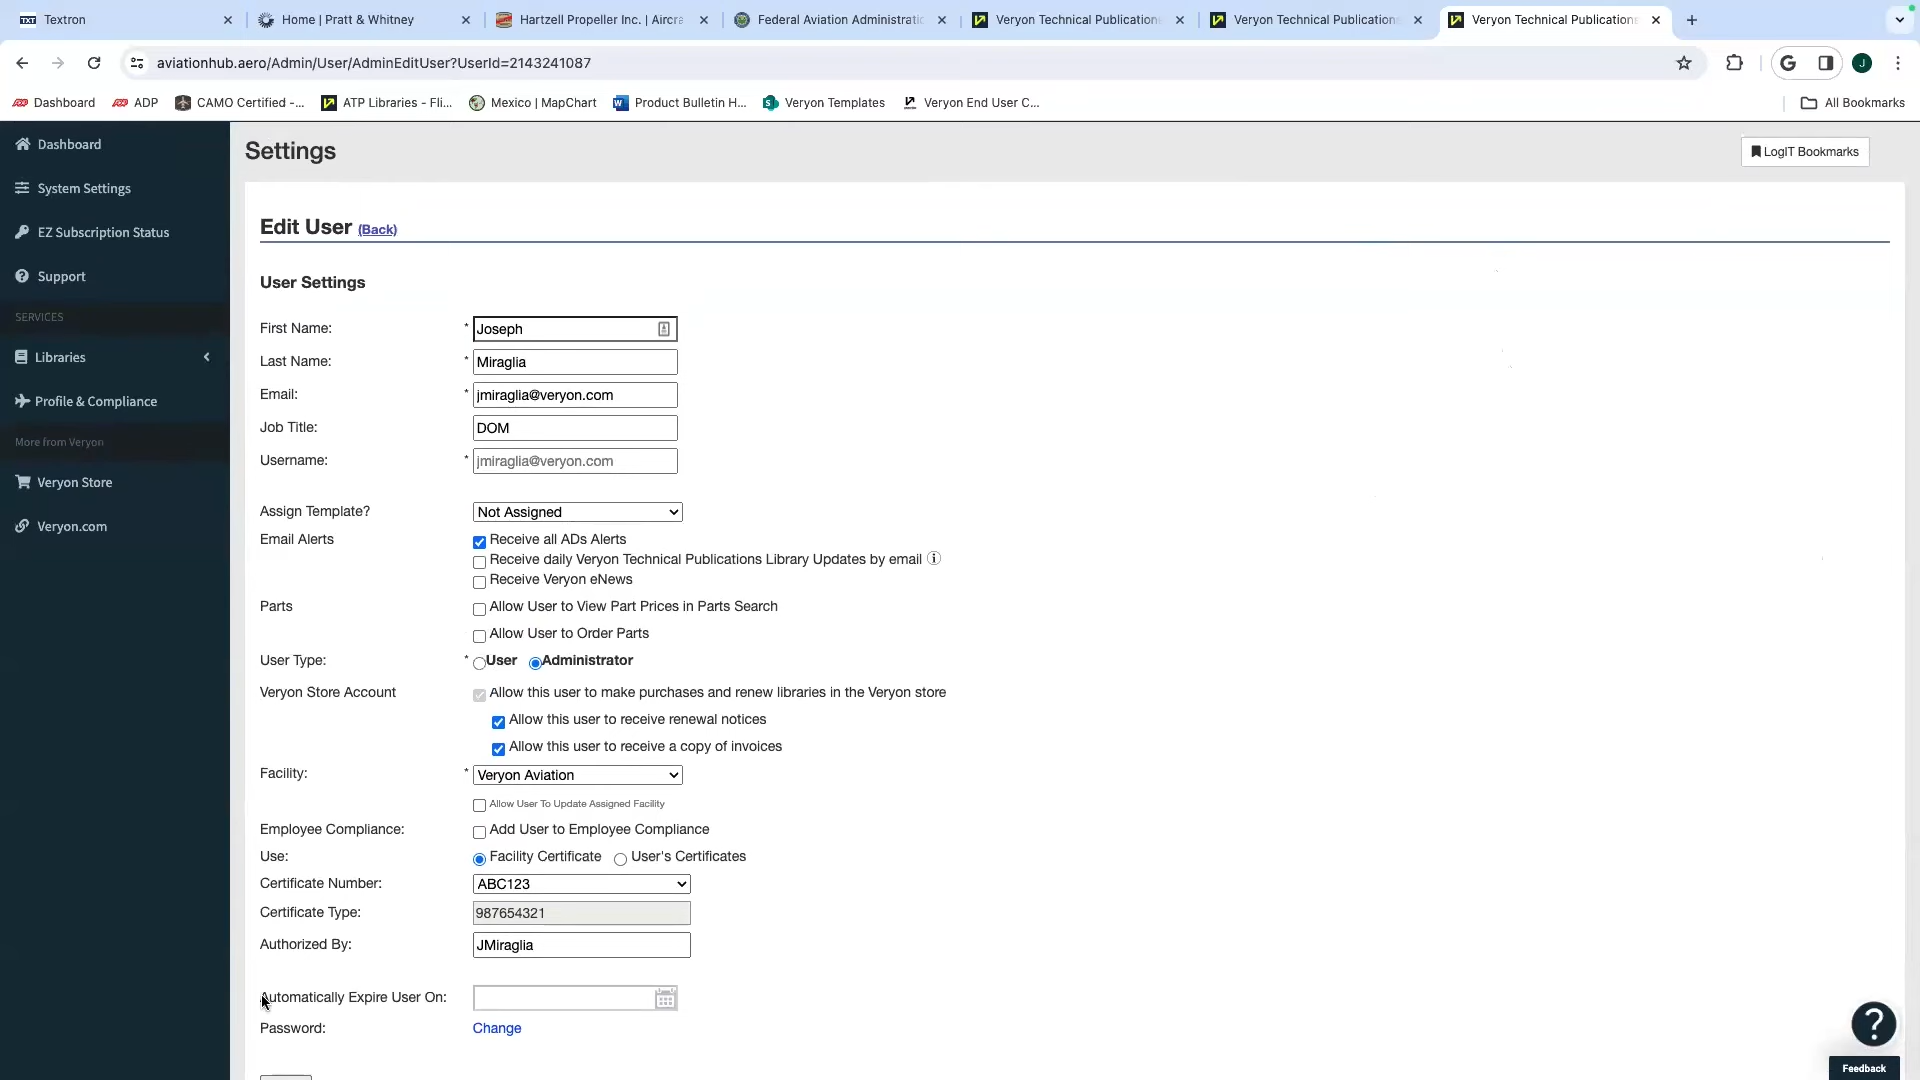 Textron
Home | Pratt & Whitney
Hartzell Propeller Inc. | Aircra
Federal Aviation Administratio
Veryon Technical Publications
Veryon Technical Publications
Veryon Technical Publications
aviationhub.aero/Admin/User/AdminEditUser?UserId=2143241087
J
Dashboard
ADP
CAMO Certified -...
ATP Libraries - Fli...
Mexico | MapChart
Product Bulletin H...
Veryon Templates
Veryon End User C...
All Bookmarks
Dashboard
System Settings
EZ Subscription Status
Support
SERVICES
Libraries
Profile & Compliance
More from Veryon
Veryon Store
Veryon.com
Settings
LogIT Bookmarks
Edit User (Back)
User Settings
First Name: * Joseph
Last Name: * Miraglia
Email: * jmiraglia@veryon.com
Job Title: DOM
Username: * jmiraglia@veryon.com
Assign Template? Not Assigned
Email Alerts Receive all ADs Alerts
Receive daily Veryon Technical Publications Library Updates by email
Receive Veryon eNews
Parts Allow User to View Part Prices in Parts Search
Allow User to Order Parts
User Type: * User Administrator
Veryon Store Account Allow this user to make purchases and renew libraries in the Veryon store
Allow this user to receive renewal notices
Allow this user to receive a copy of invoices
Facility: * Veryon Aviation
Allow User To Update Assigned Facility
Employee Compliance: Add User to Employee Compliance
Use: Facility Certificate User's Certificates
Certificate Number: ABC123
Certificate Type: 987654321
Authorized By: JMiraglia
Automatically Expire User On:
Password: Change
?
Feedback